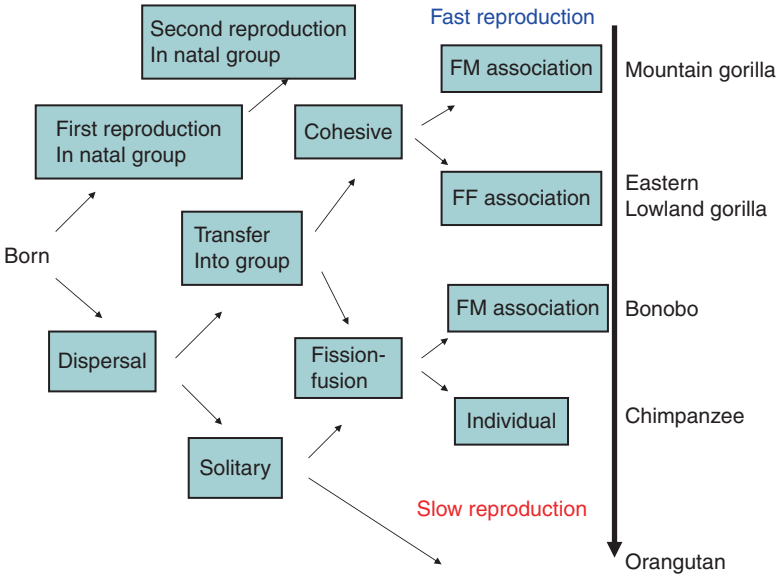 Fast reproduction
Second reproduction
In natal group
FM association
Mountain gorilla
First reproduction
In natal group
Cohesive
FF association
Eastern
Lowland gorilla
Transfer
Into group
Born
FM association
Bonobo
Dispersal
Fission-
fusion
Individual
Chimpanzee
Solitary
Slow reproduction
Orangutan